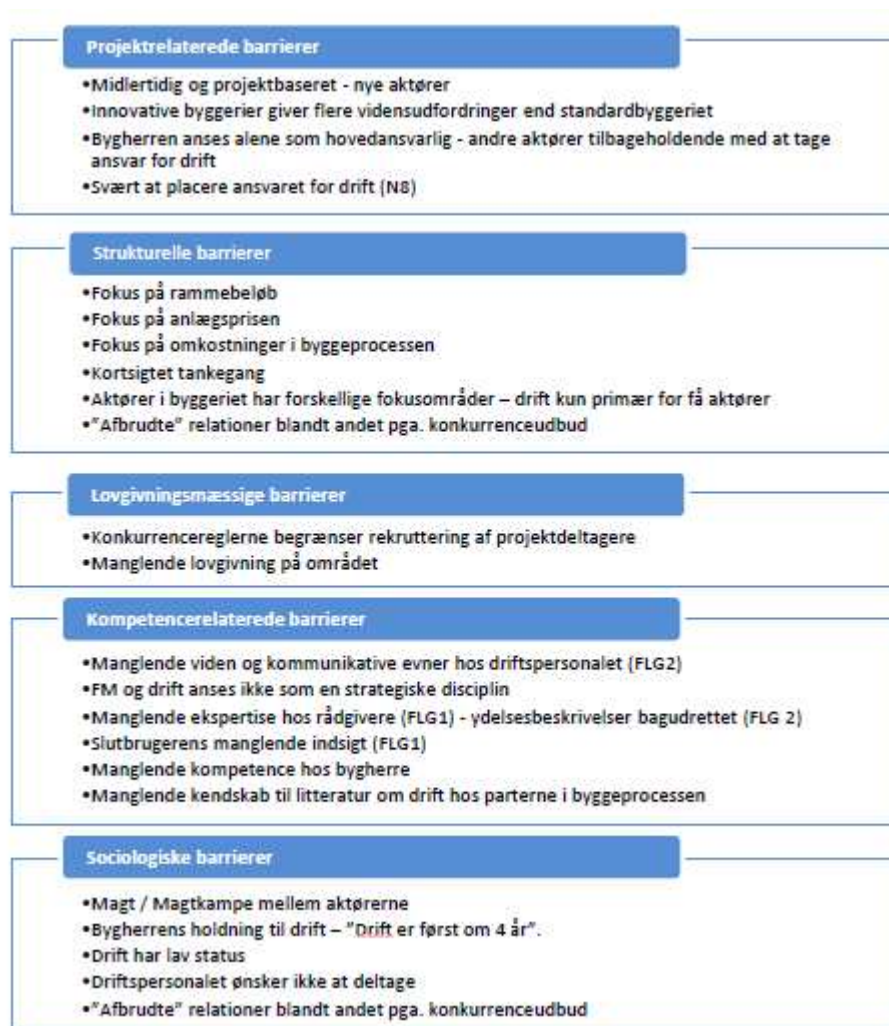 Projektrelaterede barrierer
•Midlertidig og projektbaseret - nye aktører
•Innovative byggerier giver flere vidensudfordringer end standardbyggeriet
•Bygherren anses alene som hovedansvarlig - andre aktører tilbageholdende med at tage
ansvar for drift
•Svært at placere ansvaret for drift (N8)
Strukturelle barrierer
•Fokus på rammebeløb
•Fokus på anlægsprisen
•Fokus på omkostninger i byggeprocessen
•Kortsigtet tankegang
•Aktører i byggeriet har forskellige fokusområder – drift kun primær for få aktører
•"Afbrudte" relationer blandt andet pga. konkurrenceudbud
Lovgivningsmæssige barrierer
•Konkurrencereglerne begrænser rekruttering af projektdeltagere
•Manglende lovgivning på området
Kompetencerelaterede barrierer
•Manglende viden og kommunikative evner hos driftspersonalet (FLG2)
•FM og drift anses ikke som en strategiske disciplin
•Manglende ekspertise hos rådgivere (FLG1) - ydelsesbeskrivelser bagudrettet (FLG 2)
•Slutbrugerens manglende indsigt (FLG1)
•Manglende kompetence hos bygherre
•Manglende kendskab til litteratur om drift hos parterne i byggeprocessen
Sociologiske barrierer
•Magt / Magtkampe mellem aktørerne
•Bygherrens holdning til drift – "Drift er først om 4 år".
•Drift har lav status
•Driftspersonalet ønsker ikke at deltage
•"Afbrudte" relationer blandt andet pga. konkurrenceudbud